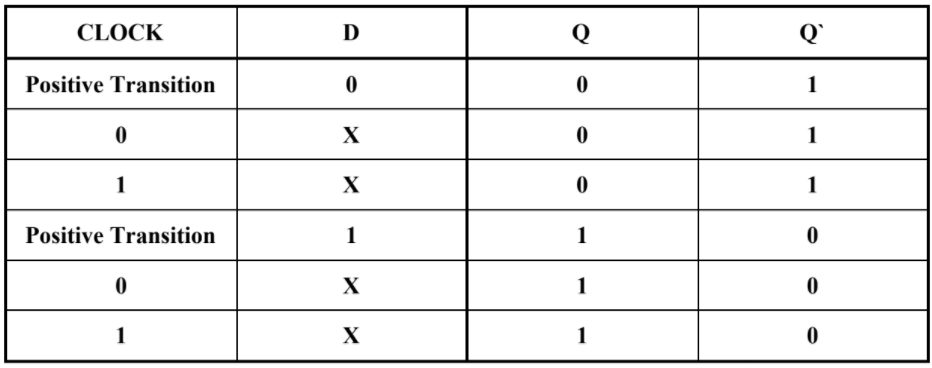 CLOCK D Q Q`
Positive Transition 0 0 1
0 X 0 1
1 X 0 1
Positive Transition 1 1 0
0 X 1 0
1 X 1 0